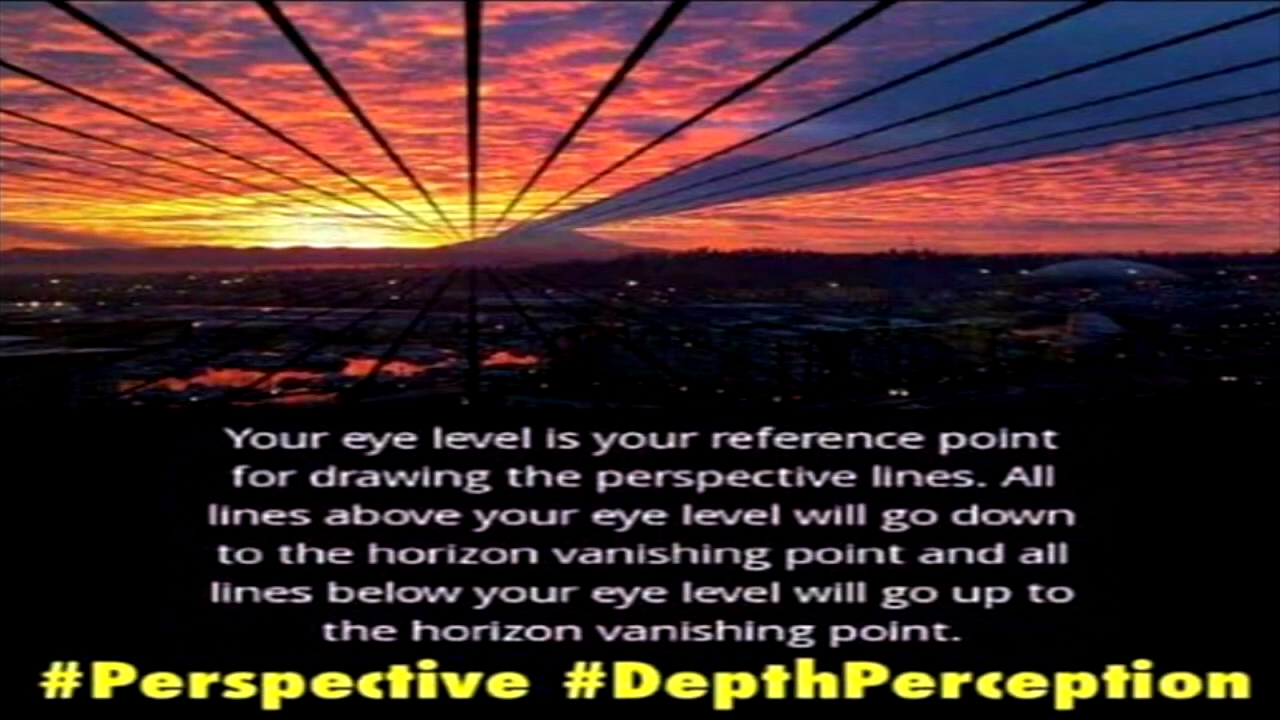 Your eye level is your reference point
for drawing the perspective lines. All
lines above your eye level will go down
to the horizon vanishing point and all
lines below your eye level will go up to
the horizon vanishing point.
#Perspective #DepthPerception